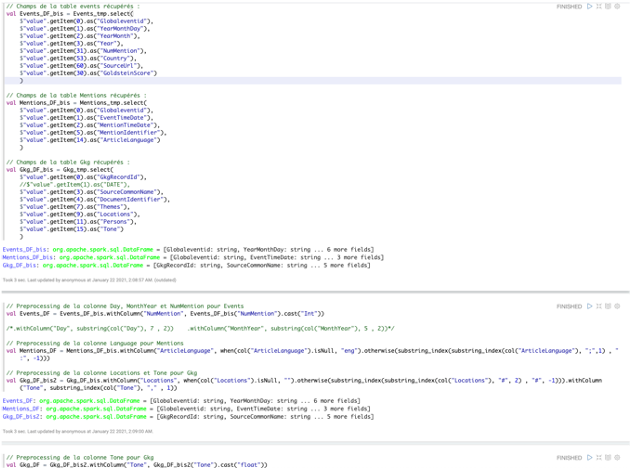 // Champs de la table events récupérés :
FINISHED
val Events_DF_bis = Events_tmp.select(
$"value".getItem(0).as("Globaleventid"),
$"value".getItem(1).as("YearMonthDay"),
$"value".getItem(2).as("YearMonth"),
$"value".getItem(3).as("Year"),
$"value".getItem(31).as("NumMention"),
$"value".getItem(53).as("Country"),
$"value".getItem(60).as("SourceUrl"),
$"value".getItem(30).as("GoldsteinScore")
)
// Champs de la table Mentions récupérés :
val Mentions_DF_bis = Mentions_tmp.select(
$"value".getItem(0).as("Globaleventid"),
$"value".getItem(1).as("EventTimeDate"),
$"value".getItem(2).as("MentionTimeDate"),
$"value".getItem(5).as("MentionIdentifier"),
$"value".getItem(14).as("ArticleLanguage")
)
// Champs de la table Gkg récupérés :
val Gkg_DF_bis = Gkg_tmp.select(
$"value".getItem(0).as("GkgRecordId"),
//$"value".getItem(1).as("DATE"),
$"value".getItem(3).as("SourceCommonName"),
$"value".getItem(4).as("DocumentIdentifier"),
$"value".getItem(7).as("Themes"),
$"value".getItem(9).as("Locations"),
$"value".getItem(11).as("Persons"),
$"value".getItem(15).as("Tone")
)
Events_DF_bis: org.apache.spark.sql.DataFrame = [Globaleventid: string, YearMonthDay: string ... 6 more fields]
Mentions_DF_bis: org.apache.spark.sql.DataFrame = [Globaleventid: string, EventTimeDate: string ... 3 more fields]
Gkg_DF_bis: org.apache.spark.sql.DataFrame = [GkgRecordId: string, SourceCommonName: string ... 5 more fields]
Took 3 sec. Last updated by anonymous at January 22 2021, 2:08:57 AM. (outdated)
// Preprocessing de la colonne Day, MonthYear et NumMention pour Events
FINISHED
val Events_DF = Events_DF_bis.withColumn("NumMention", Events_DF_bis("NumMention").cast("Int"))
/*.withColumn("Day", substring(col("Day"), 7 , 2)) .withColumn("MonthYear", substring(col("MonthYear"), 5 , 2))*/
// Preprocessing de la colonne Language pour Mentions
val Mentions_DF = Mentions_DF_bis.withColumn("ArticleLanguage", when(col("ArticleLanguage").isNull, "eng").otherwise(substring_index(substring_index(col("ArticleLanguage"), ";",1) , "
:", -1)))
// Preprocessing de la colonne Locations et Tone pour Gkg
val Gkg_DF_bis2 = Gkg_DF_bis.withColumn("Locations", when(col("Locations").isNull, "").otherwise(substring_index(substring_index(col("Locations"), "#", 2) , "#", -1))).withColumn
("Tone", substring_index(col("Tone"), "," , 1))
Events_DF: org.apache.spark.sql.DataFrame = [Globaleventid: string, YearMonthDay: string ... 6 more fields]
Mentions_DF: org.apache.spark.sql.DataFrame = [Globaleventid: string, EventTimeDate: string ... 3 more fields]
Gkg_DF_bis2: org.apache.spark.sql.DataFrame = [GkgRecordId: string, SourceCommonName: string ... 5 more fields]
Took 3 sec. Last updated by anonymous at January 22 2021, 2:09:00 AM.
// Preprocessing de la colonne Tone pour Gkg
FINISHED
val Gkg_DF = Gkg_DF_bis2.withColumn("Tone", Gkg_DF_bis2("Tone").cast("float"))